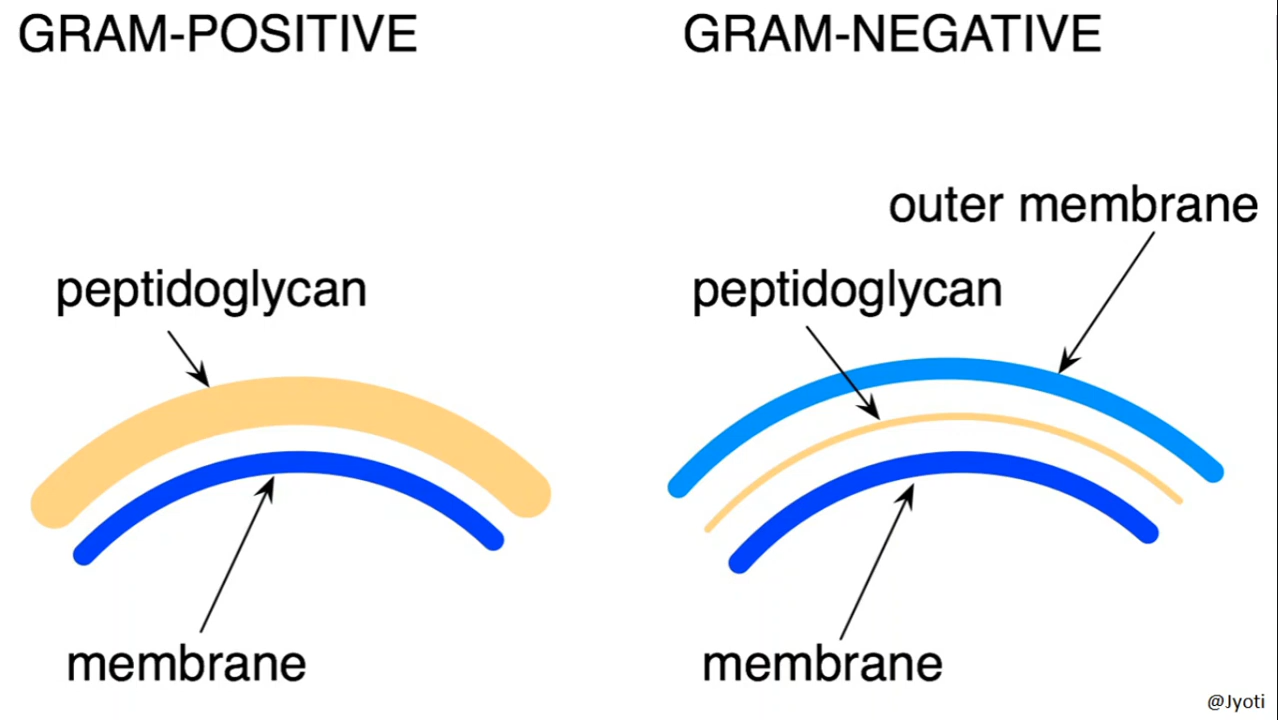 GRAM-POSITIVE
GRAM-NEGATIVE
outer membrane
peptidoglycan
peptidoglycan
membrane
membrane
@Jyoti